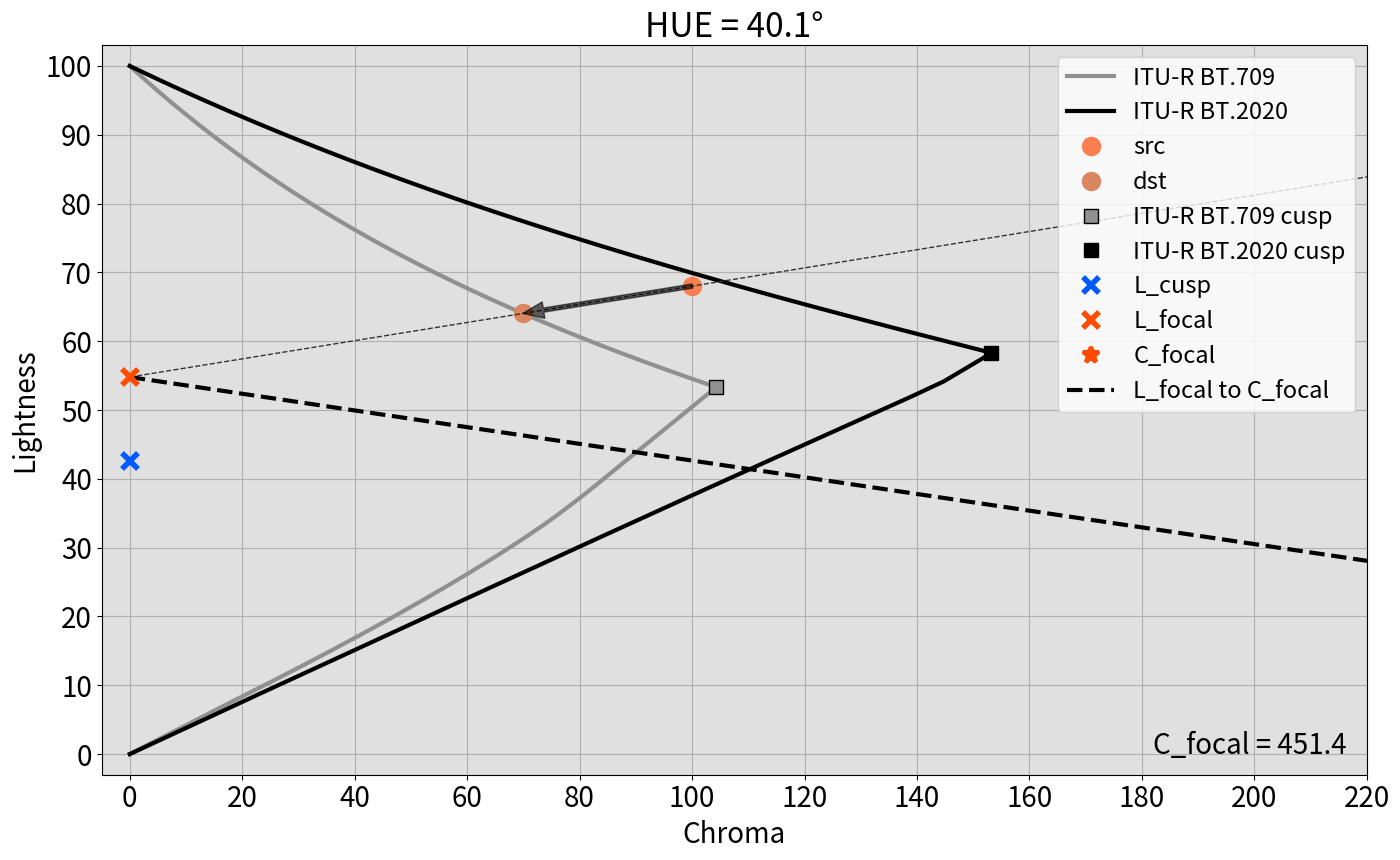 HUE = 40.1°
Lightness
100
90
80
70
60
50
40
30
20
10
0
ITU-R BT.709
ITU-R BT.2020
src
dst
ITU-R BT.709 cusp
ITU-R BT.2020 cusp
L_cusp
L_focal
C_focal
L_focal to C_focal
C_focal = 451.4
0 20 40 60 80 100 120 140 160 180 200 220
Chroma